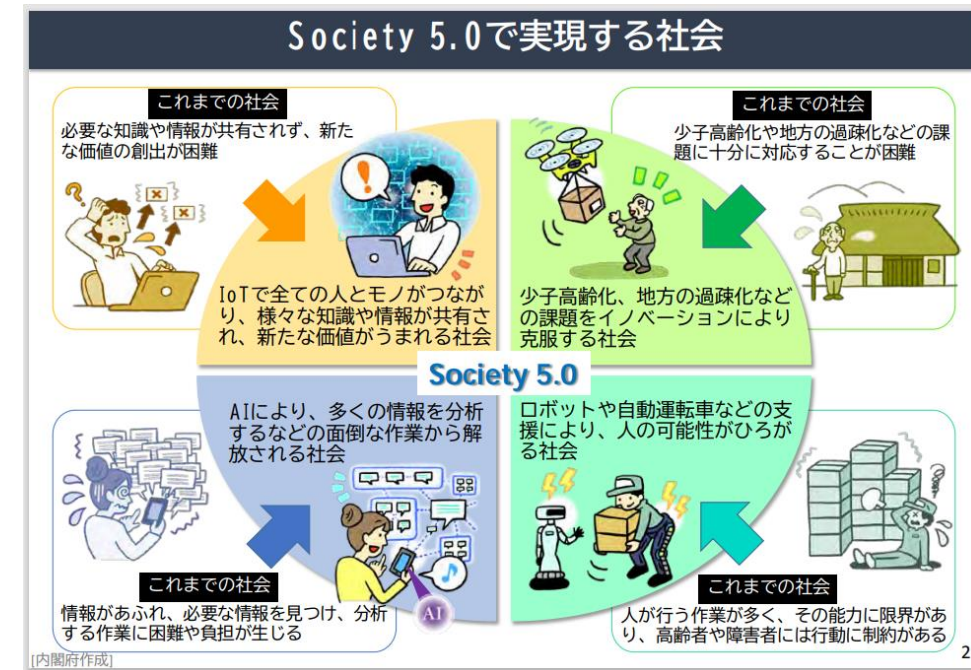 Society 5.0で実現する社会
これまでの社会
必要な知識や情報が共有されず、新た
な価値の創出が困難
これまでの社会
少子高齢化や地方の過疎化などの課
題に十分に対応することが困難
IoTで全ての人とモノがつなが
り、様々な知識や情報が共有さ
れ、新たな価値がうまれる社会
少子高齢化、地方の過疎化など
の課題をイノベーションにより
克服する社会
Society 5.0
AIにより、多くの情報を分析
するなどの面倒な作業から解
放される社会
ロボットや自動運転車などの支
援により、人の可能性がひろが
る社会
AI
これまでの社会
情報があふれ、必要な情報を見つけ、分析
する作業に困難や負担が生じる
これまでの社会
人が行う作業が多く、その能力に限界があ
り、高齢者や障害者には行動に制約がある
[内閣府作成]
2